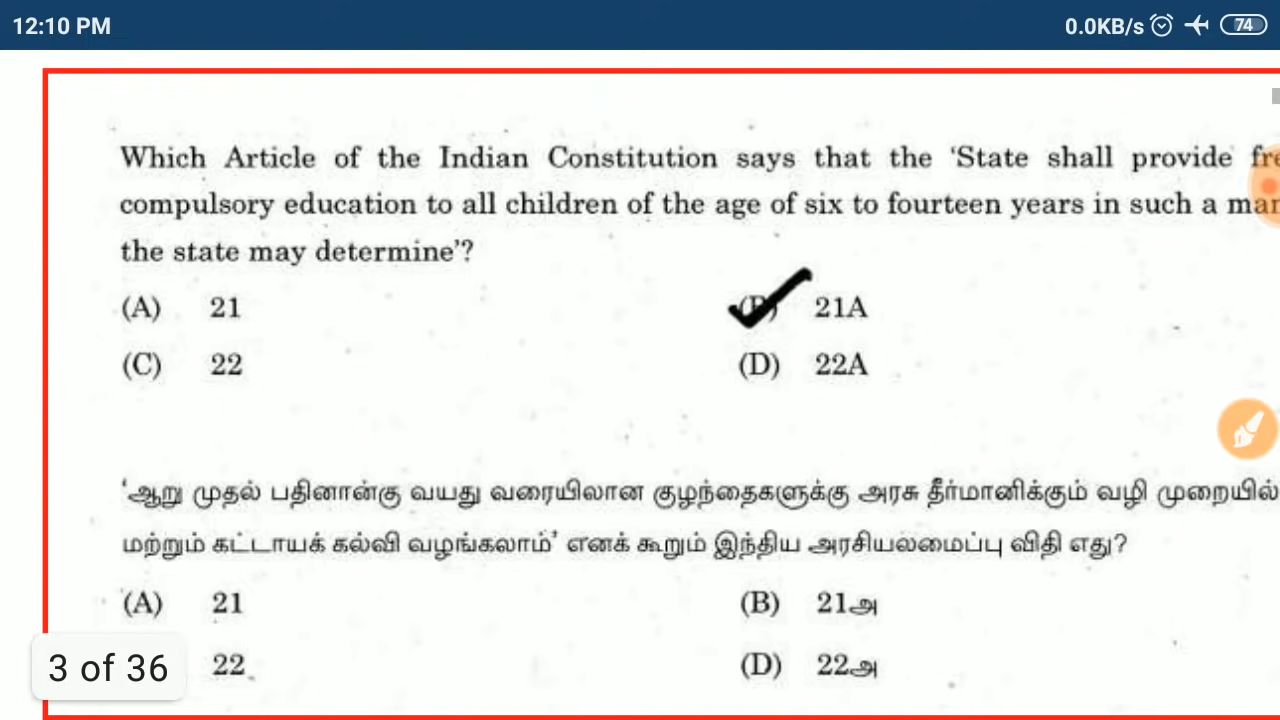 12:10 PM
0.0KB/s 74
Which Article of the Indian Constitution says that the ‘State shall provide
compulsory education to all children of the age of six to fourteen years in such a
the state may determine’?
(A) 21 (B) 21A
(C) 22 (D) 22A
‘ஆறு முதல் பதினான்கு வயது வரையிலான குழந்தைகளுக்கு அரசு தீர்மானிக்கும் வழி முறையில்
மற்றும் கட்டாயக் கல்வி வழங்கலாம்’ எனக் கூறும் இந்திய அரசியலமைப்பு விதி எது?
(A) 21 (B) 21அ
22 (D) 22அ
3 of 36